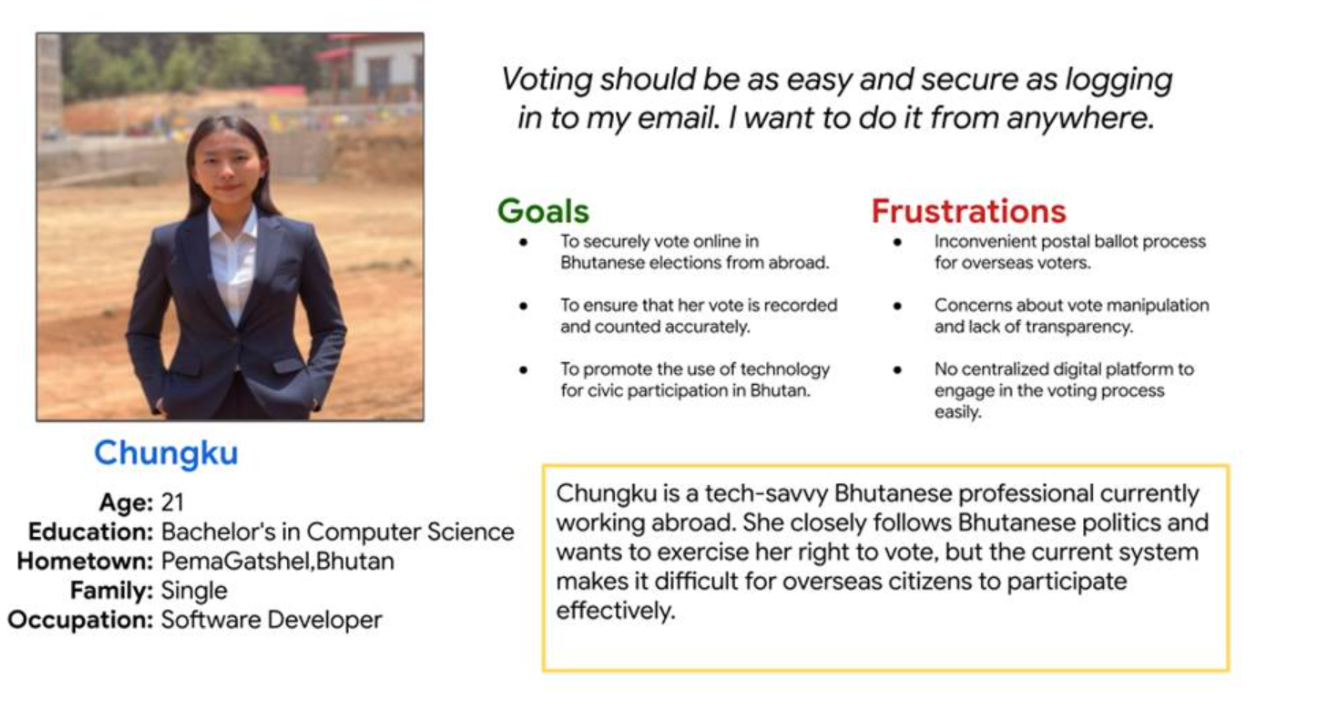 Voting should be as easy and secure as logging
in to my email. I want to do it from anywhere.
Goals
• To securely vote online in
Bhutanese elections from abroad.
• To ensure that her vote is recorded
and counted accurately.
• To promote the use of technology
for civic participation in Bhutan.
Frustrations
• Inconvenient postal ballot process
for overseas voters.
• Concerns about vote manipulation
and lack of transparency.
• No centralized digital platform to
engage in the voting process
easily.
Chungku
Age: 21
Education: Bachelor's in Computer Science
Hometown: PemaGatshel,Bhutan
Family: Single
Occupation: Software Developer
Chungku is a tech-savvy Bhutanese professional currently
working abroad. She closely follows Bhutanese politics and
wants to exercise her right to vote, but the current system
makes it difficult for overseas citizens to participate
effectively.